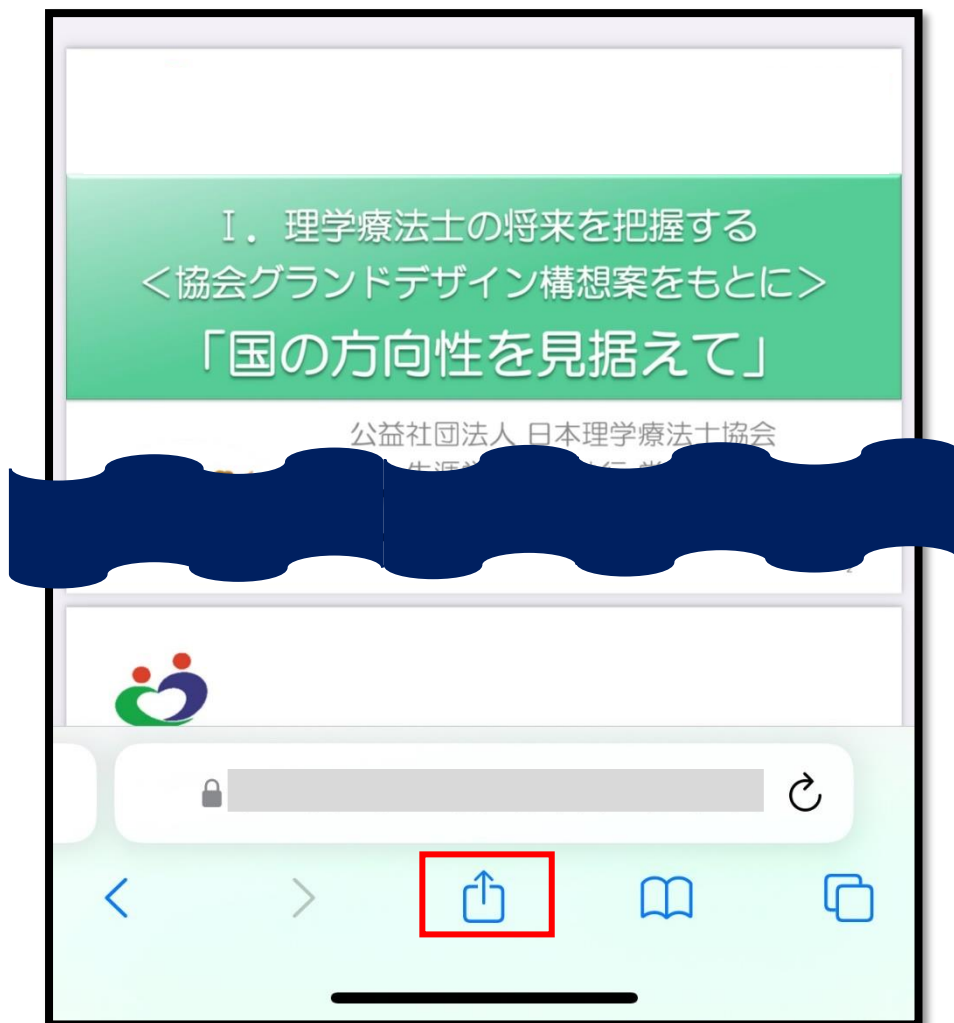 Ⅰ．理学療法士の将来を把握する
＜協会グランドデザイン構想案をもとに＞
「国の方向性を見据えて」
公益社団法人 日本理学療法士協会